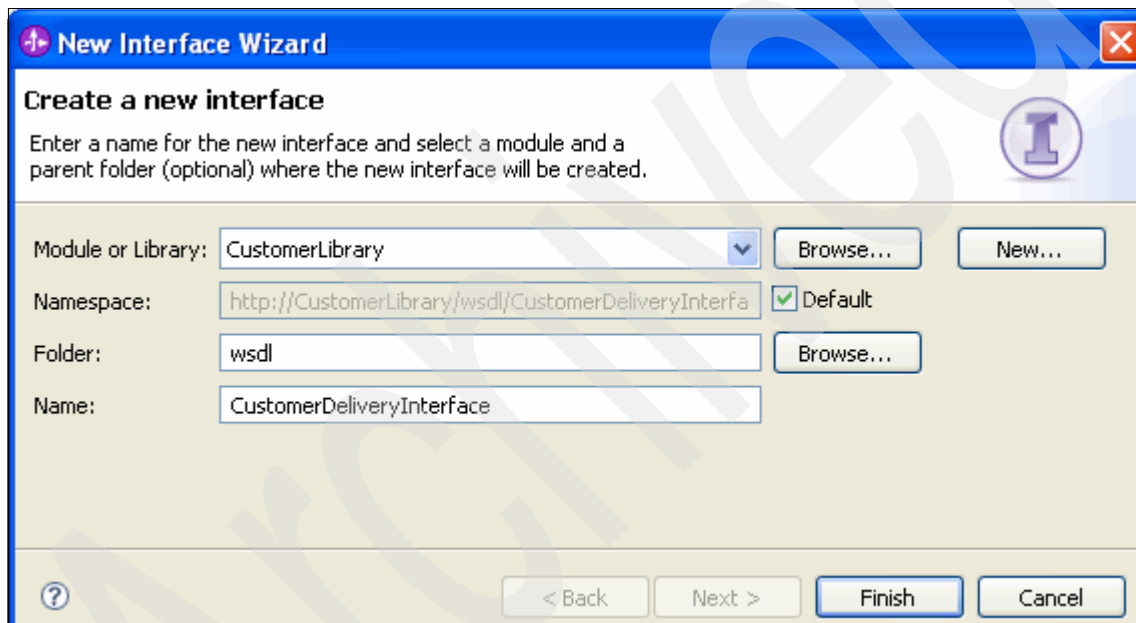 New Interface Wizard
Create a new interface
Enter a name for the new interface and select a module and a
parent folder (optional) where the new interface will be created.
Module or Library: CustomerLibrary Browse... New...
Namespace: http://CustomerLibrary/wsdl/CustomerDeliveryInterfa Default
Folder: wsdl Browse...
Name: CustomerDeliveryInterface
? < Back Next > Finish Cancel
Archived